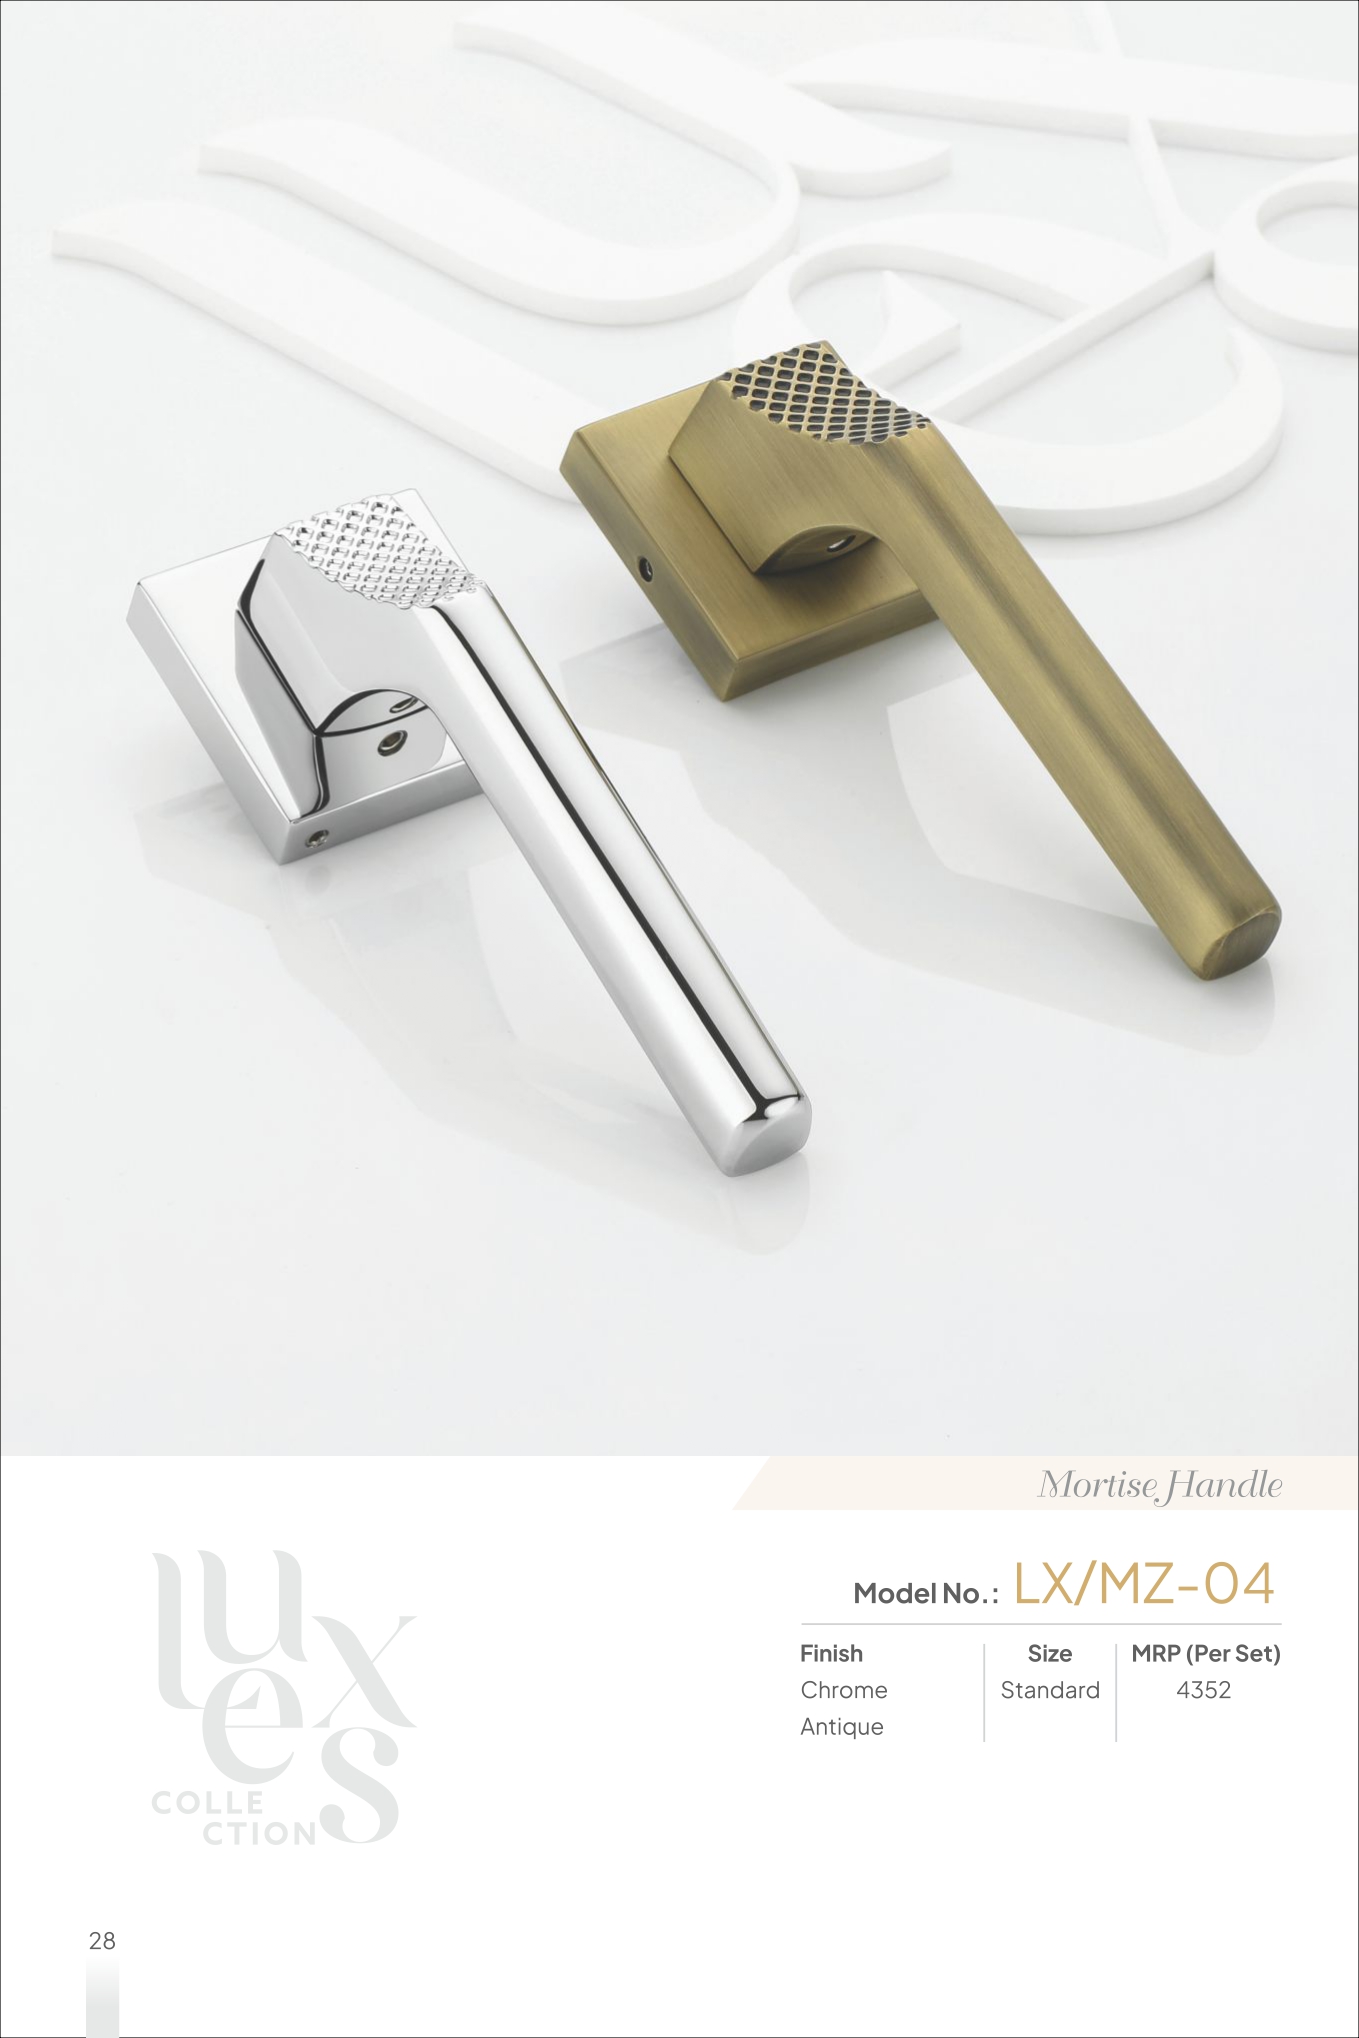 Mortise Handle
Model No.: LX/MZ-04
Finish Size MRP (Per Set)
Chrome Standard 4352
Antique
luxes
COLLE
CTION
28